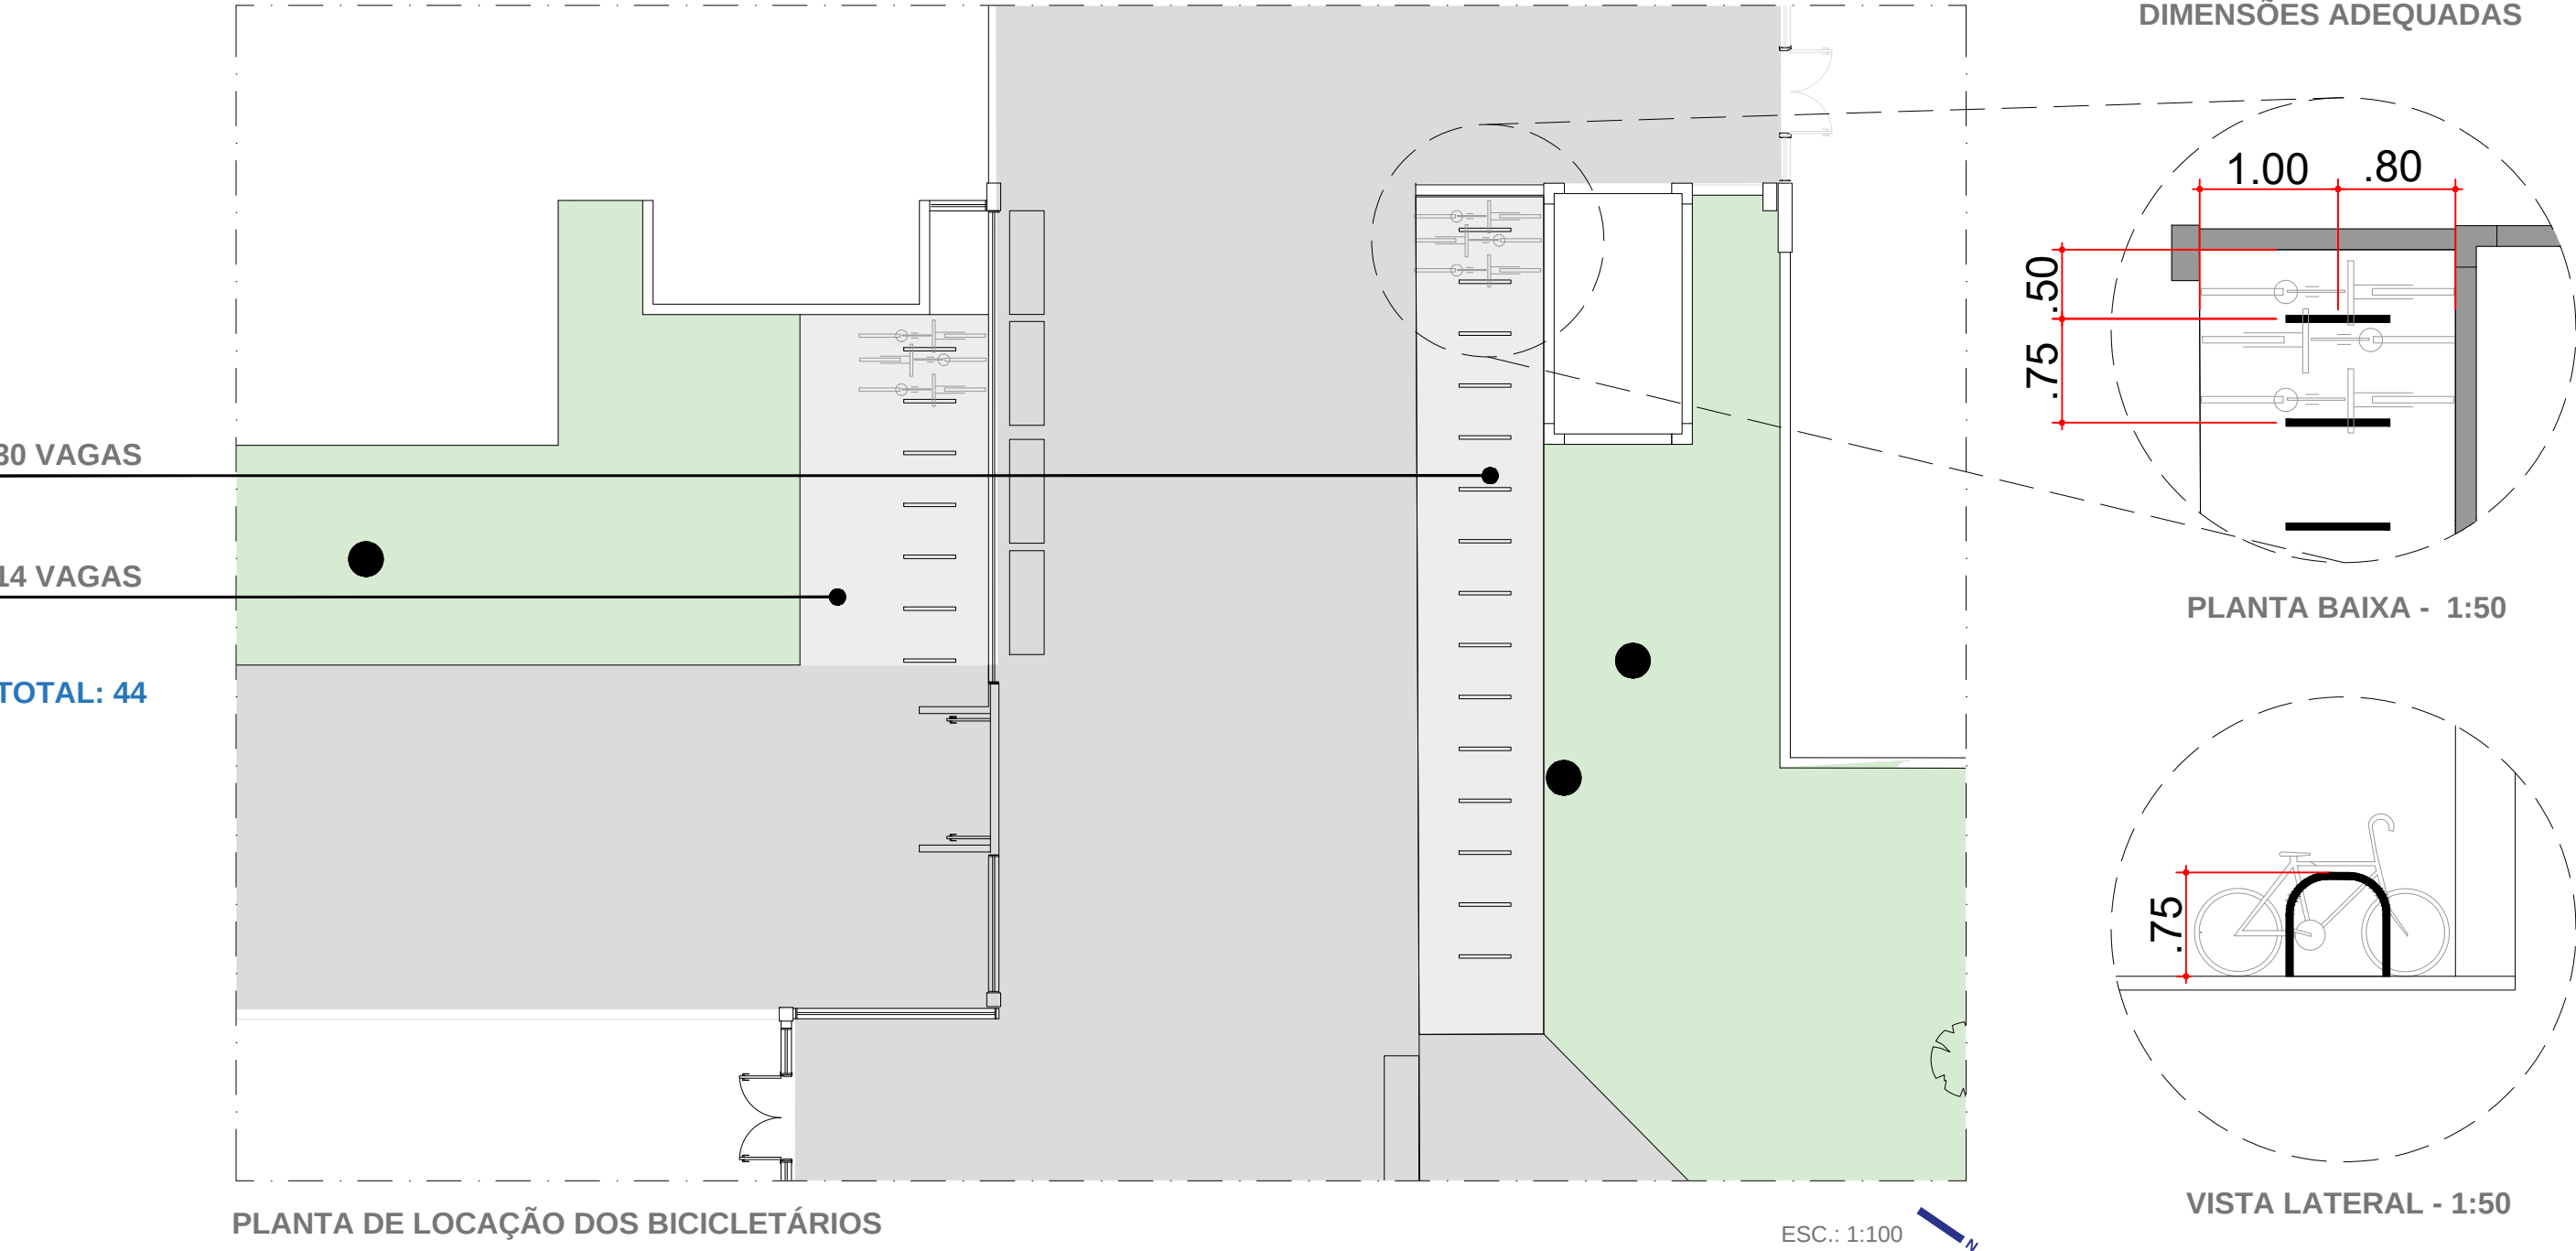 DIMENSÕES ADEQUADAS
1.00 .80
.50
.75
30 VAGAS
14 VAGAS
TOTAL: 44
PLANTA BAIXA - 1:50
.75
VISTA LATERAL - 1:50
PLANTA DE LOCAÇÃO DOS BICICLETÁRIOS
ESC.: 1:100
N